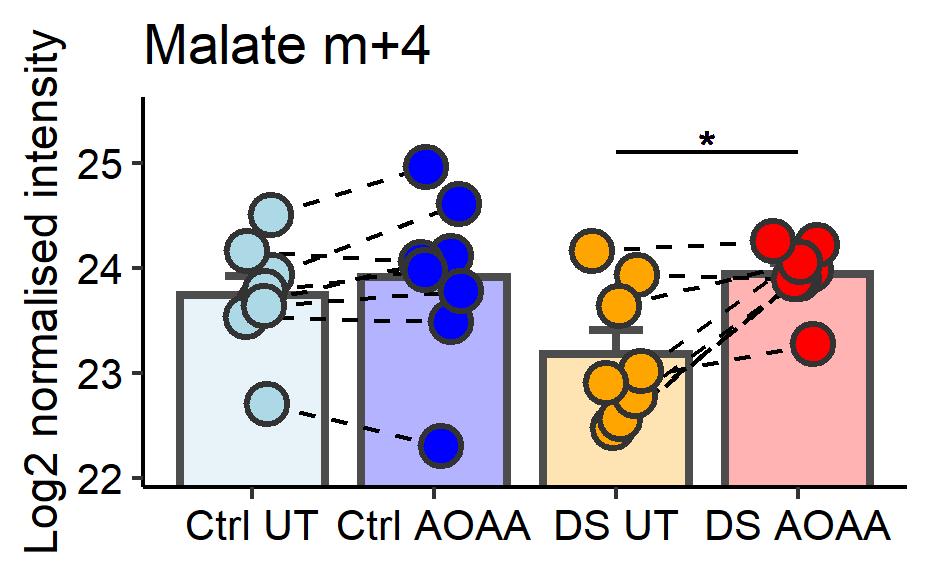 Malate m+4
Log2 normalised intensity
25
24
23
22
*
Ctrl UT
Ctrl AOAA
DS UT
DS AOAA